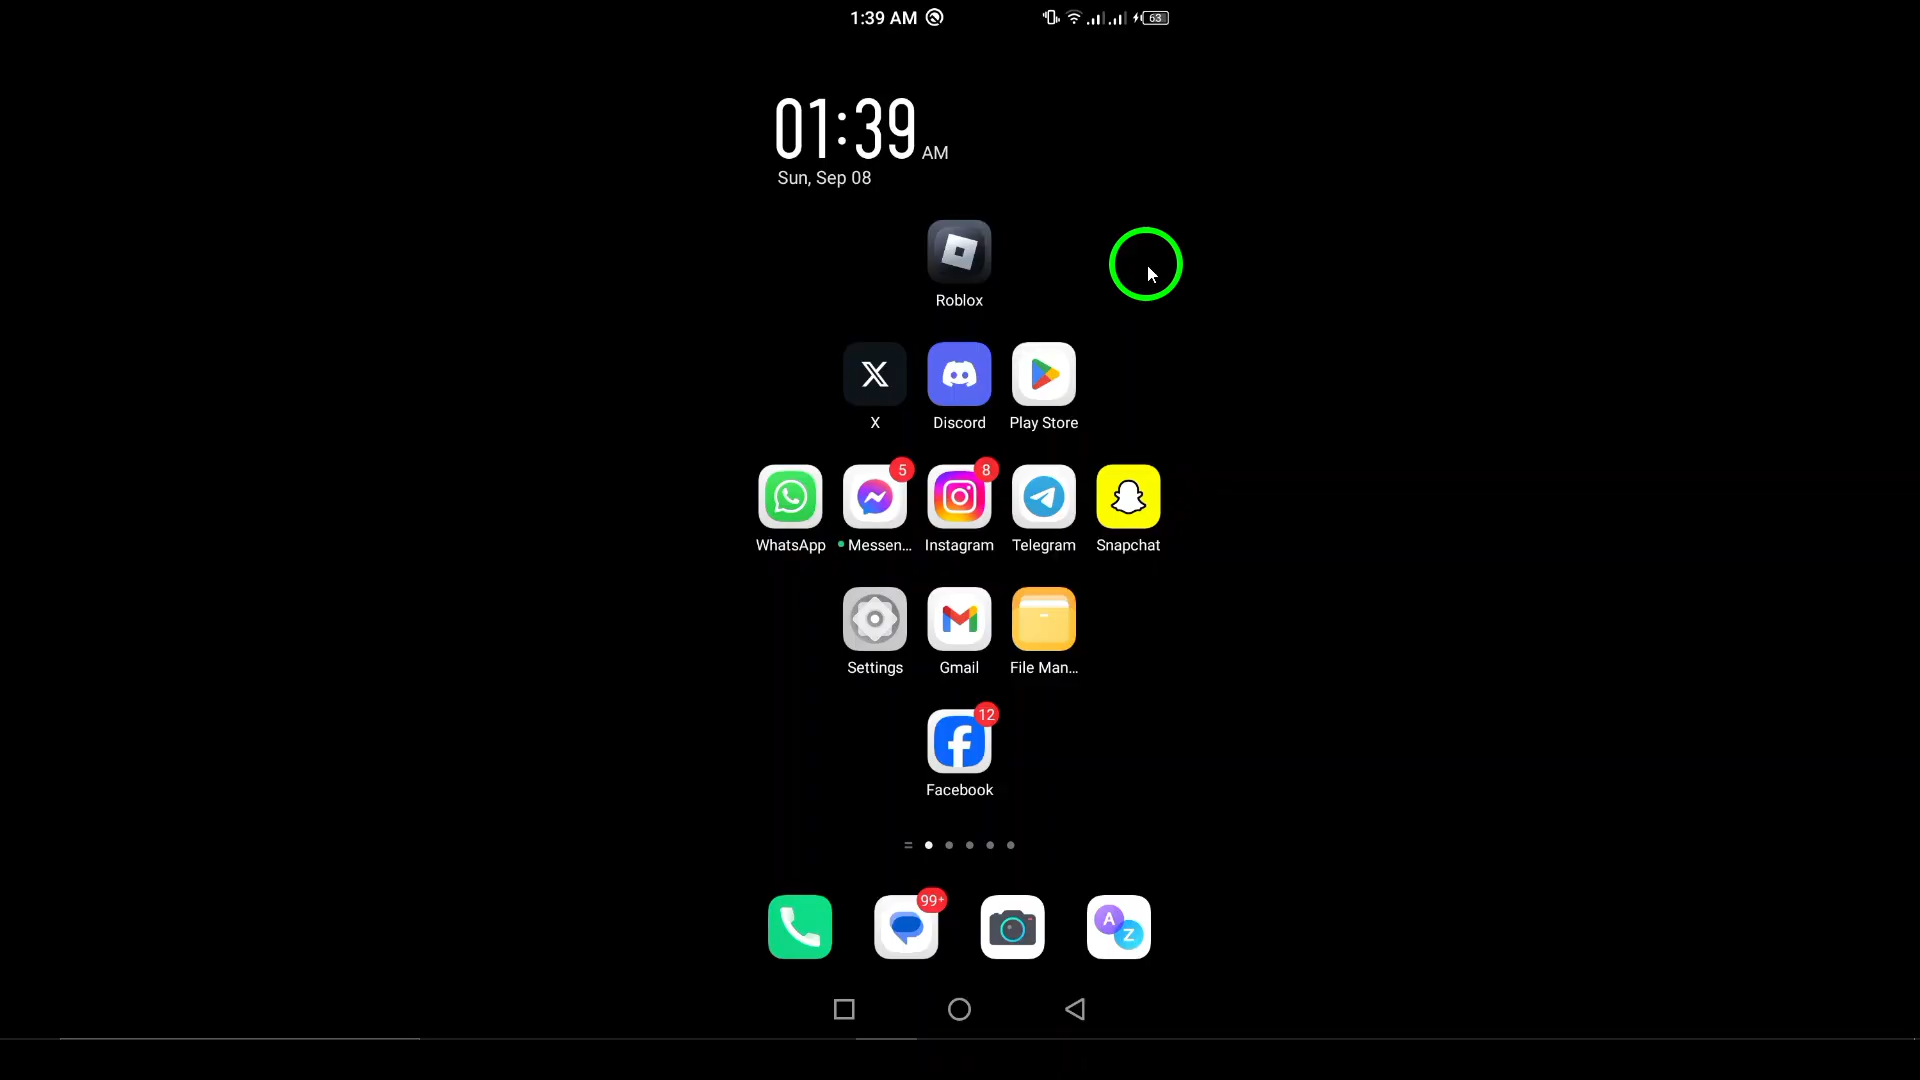 1:39 AM
63
01:39 AM
Sun, Sep 08
Roblox
X
Discord
Play Store
5
8
WhatsApp
Messen...
Instagram
Telegram
Snapchat
Settings
Gmail
File Man...
12
Facebook
99+
A
Z